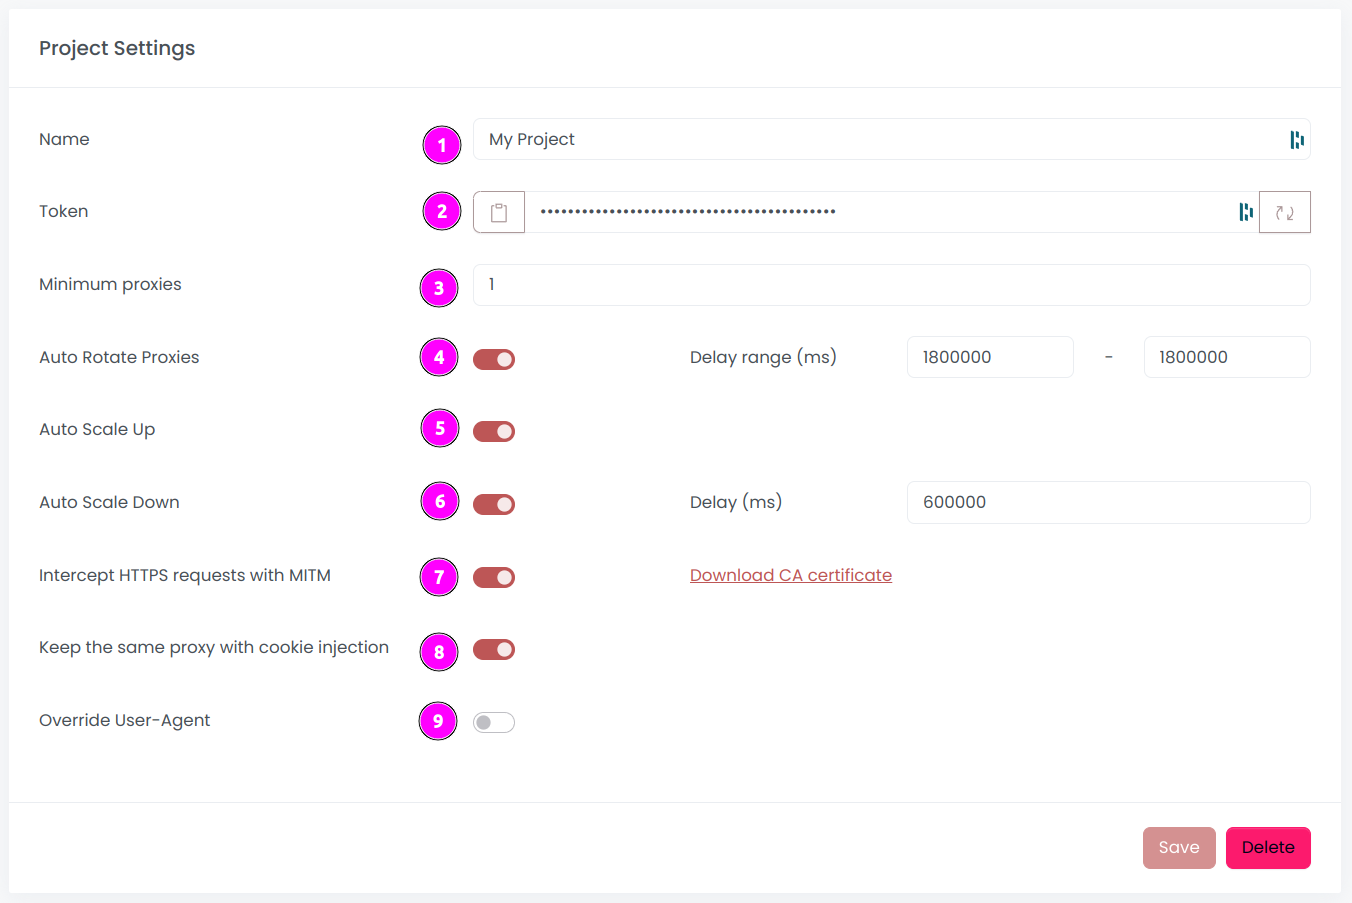 Project Settings
Name 1 My Project
Token 2 •••••••••••••••••••••••••••••••••••••••••••
Minimum proxies 3 1
Auto Rotate Proxies 4 Delay range (ms) 1800000 - 1800000
Auto Scale Up 5
Auto Scale Down 6 Delay (ms) 600000
Intercept HTTPS requests with MITM 7 Download CA certificate
Keep the same proxy with cookie injection 8
Override User-Agent 9
Save Delete